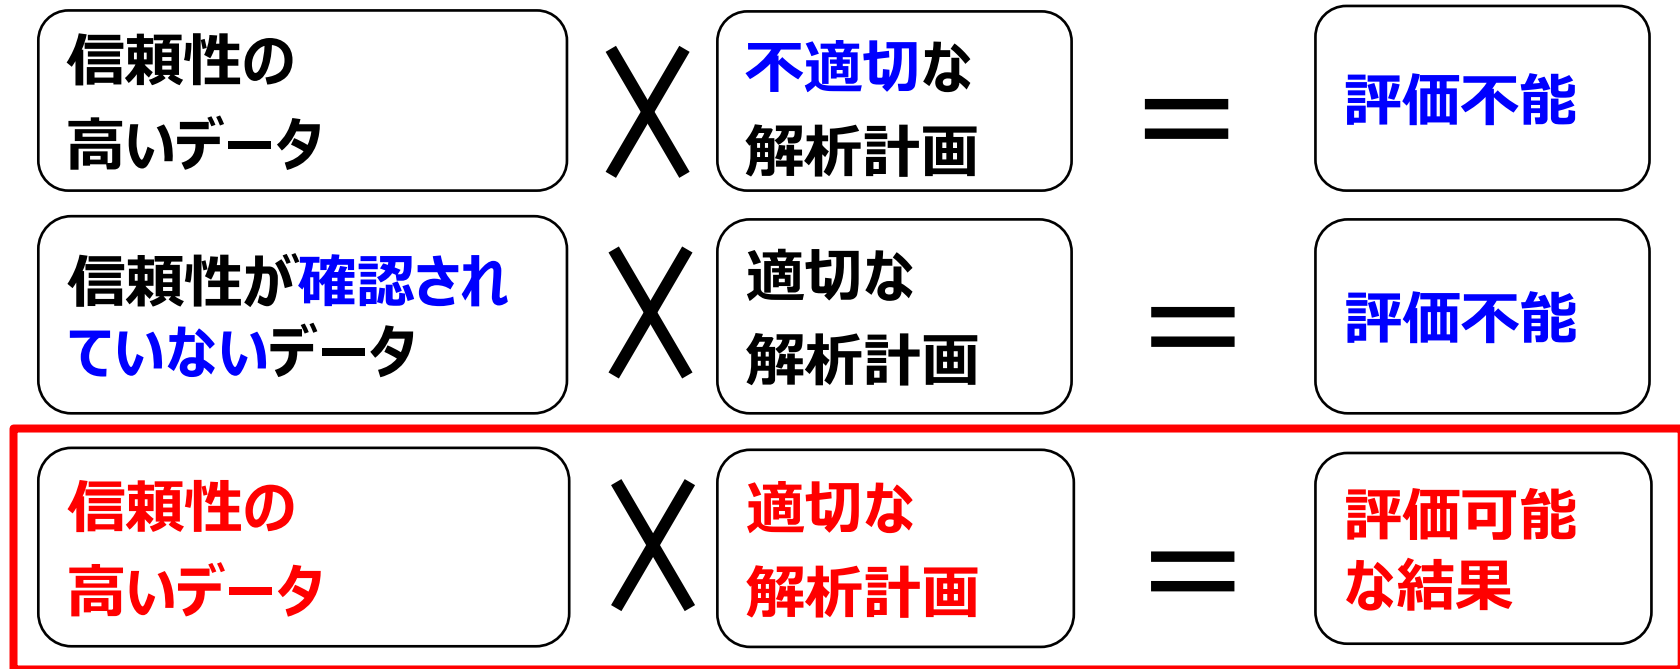 信頼性の
高いデータ
×
不適切な
解析計画
＝
評価不能
信頼性が確認され
ていないデータ
×
適切な
解析計画
＝
評価不能
信頼性の
高いデータ
×
適切な
解析計画
＝
評価可能
な結果